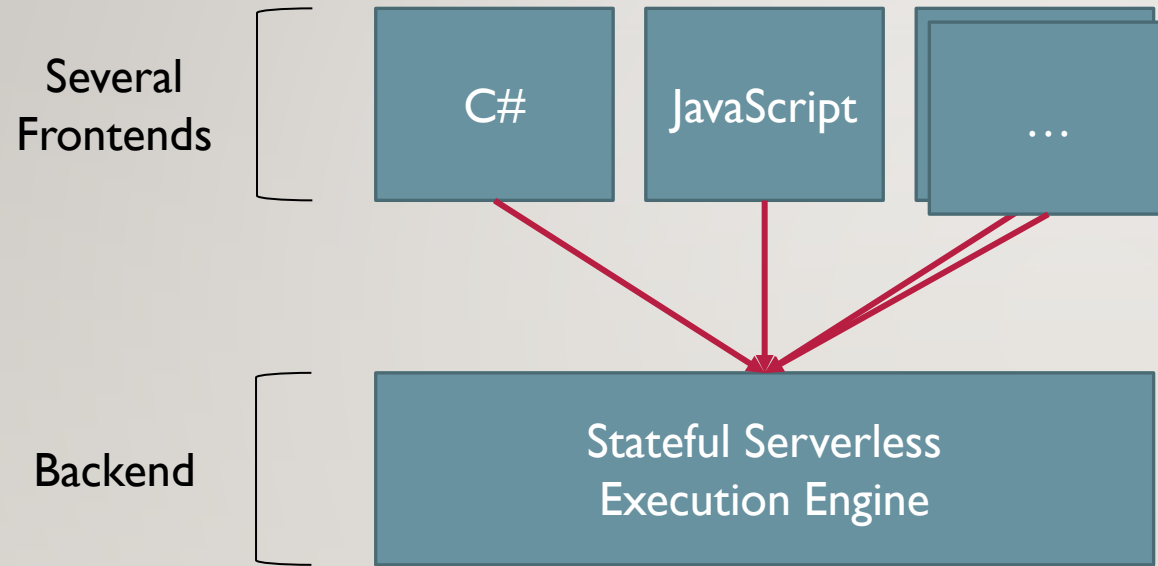 Several
Frontends
C#
JavaScript
…
Backend
Stateful Serverless
Execution Engine